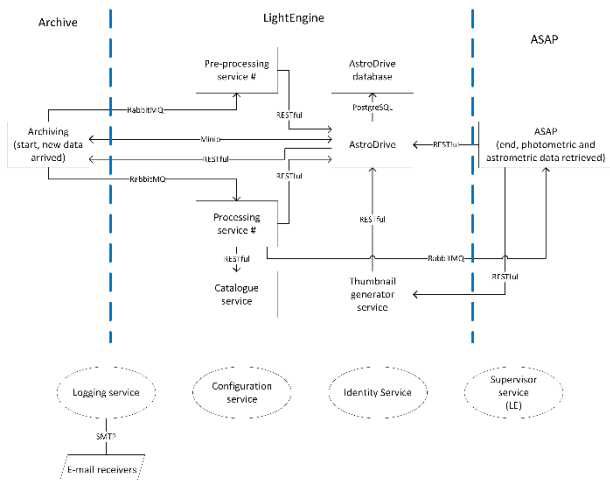 Archive
LightEngine
ASAP
Pre-processing
service #
AstroDrive
database
RabbitMQ
RESTful
PostgreSQL
Archiving
(start, new data
arrived)
Minio
RESTful
AstroDrive
RESTful
ASAP
(end, photometric and
astrometric data retrieved)
RabbitMQ
RESTful
Processing
service #
RESTful
RESTful
RabbitMQ
RESTful
Catalogue
service
Thumbnail
generator
service
Logging service
Configuration
service
Identity Service
Supervisor
service
(LE)
SMTP
E-mail receivers